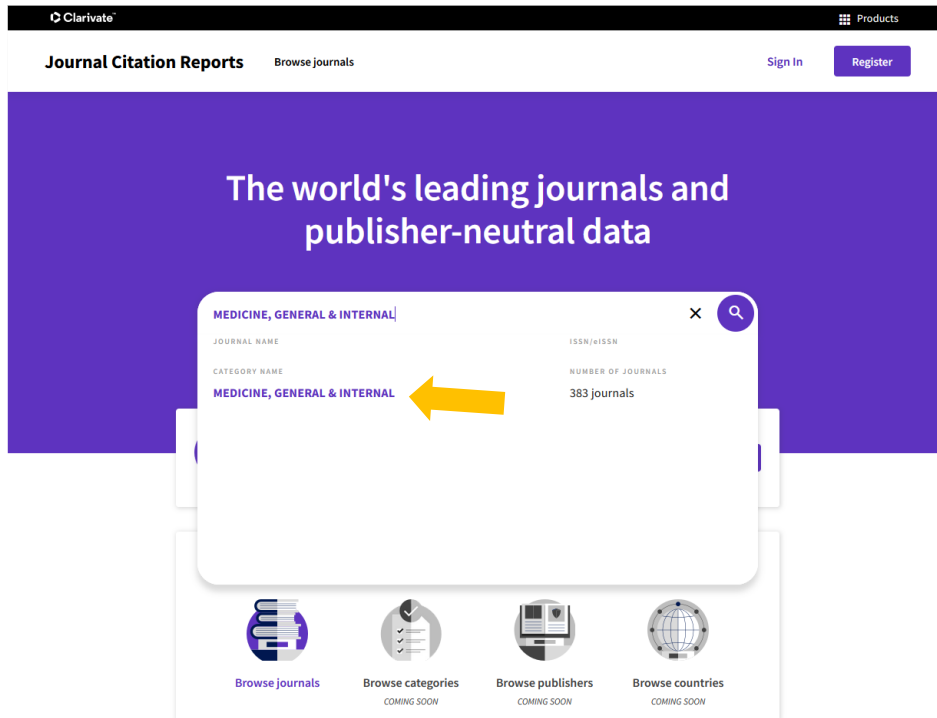 Clarivate™
Products
Journal Citation Reports
Browse journals
Sign In
Register
The world's leading journals and
publisher-neutral data
MEDICINE, GENERAL & INTERNAL
JOURNAL NAME
ISSN/eISSN
CATEGORY NAME
NUMBER OF JOURNALS
MEDICINE, GENERAL & INTERNAL
383 journals
Browse journals
Browse categories
Browse publishers
Browse countries
COMING SOON
COMING SOON
COMING SOON